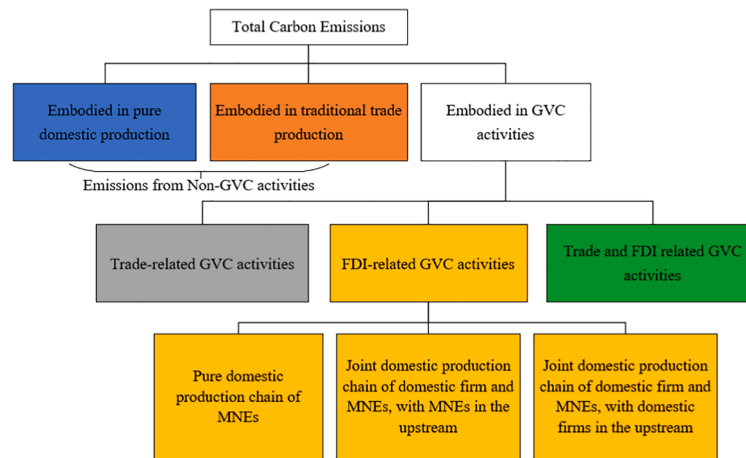 Total Carbon Emissions
Embodied in pure
domestic production
Embodied in traditional trade
production
Embodied in GVC
activities
Emissions from Non-GVC activities
Trade-related GVC activities
FDI-related GVC activities
Trade and FDI related GVC
activities
Pure domestic
production chain of
MNEs
Joint domestic production
chain of domestic firm and
MNEs, with MNEs in the
upstream
Joint domestic production
chain of domestic firm and
MNEs, with domestic
firms in the upstream